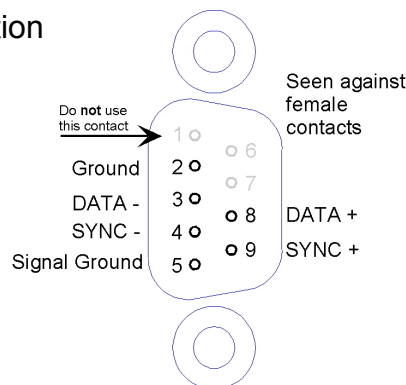 tion
Seen against
female
contacts
Do not use
this contact
1
6
Ground
2
7
DATA -
3
8
DATA +
SYNC -
4
9
SYNC +
Signal Ground
5